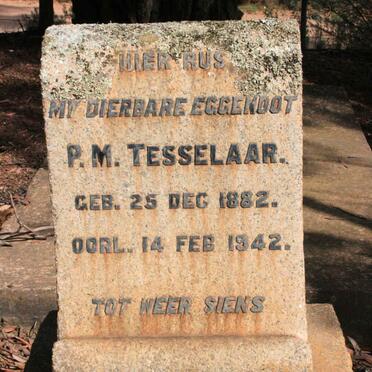 HIER RUS
MY DIERBARE EGGENOOT
P. M. TESSELAAR.
GEB. 25 DEC 1882.
OORL. 14 FEB 1942.
TOT WEER SIENS